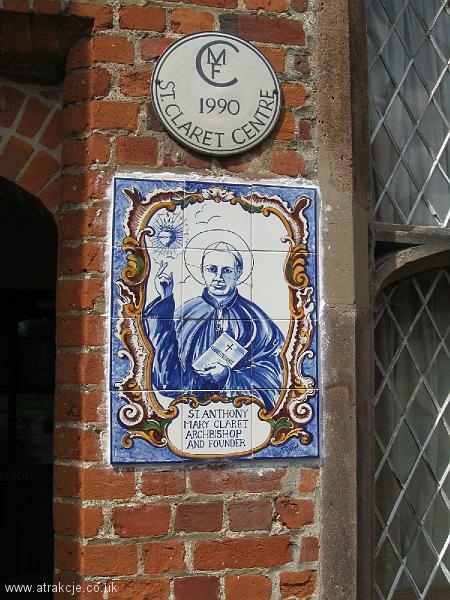 CMF
1990
ST. CLARET CENTRE
ST. ANTHONY
MARY CLARET
ARCHBISHOP
AND FOUNDER
www.atrakcje.co.uk